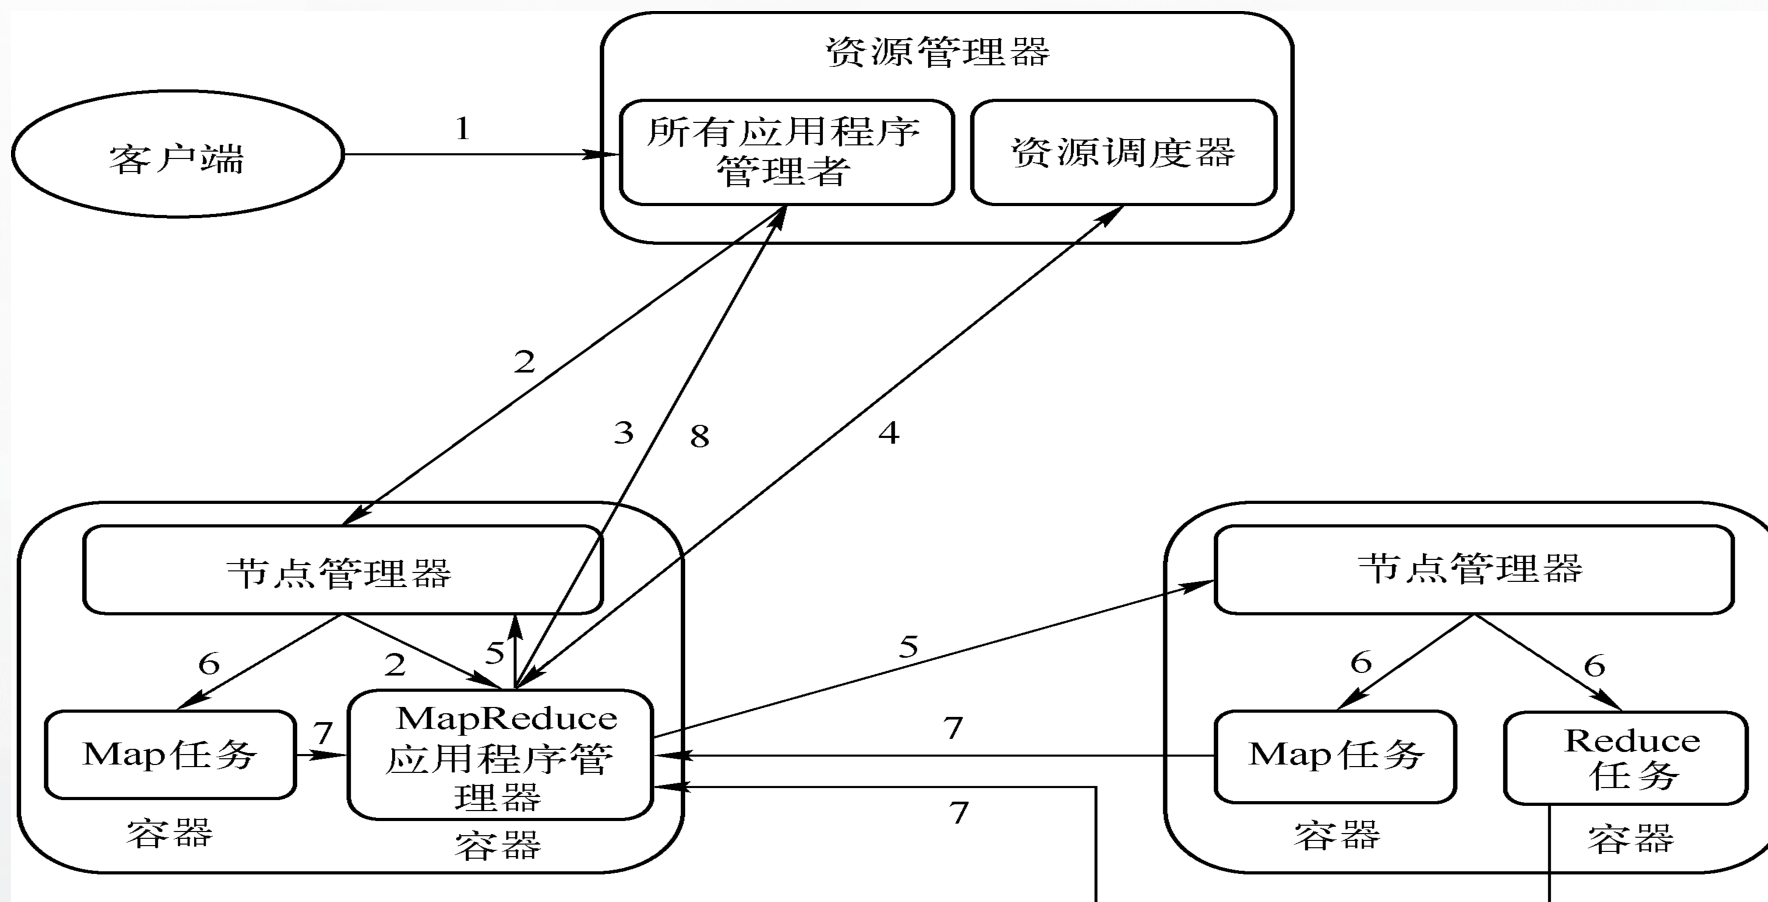 资源管理器
客户端
1
所有应用程序
管理者
资源调度器
2
3
8
4
节点管理器
节点管理器
6
2
5
5
6
6
Map任务
7
MapReduce
应用程序管
理器
7
Map任务
Reduce
任务
7
容器
容器
容器
容器